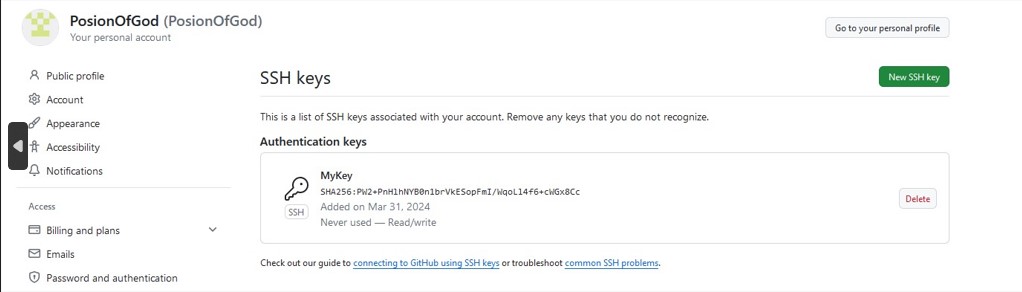 PosionOfGod (PosionOfGod)
Your personal account
Go to your personal profile
Public profile
Account
Appearance
Accessibility
Notifications
Access
Billing and plans
Emails
Password and authentication
SSH keys
New SSH key
This is a list of SSH keys associated with your account. Remove any keys that you do not recognize.
Authentication keys
MyKey
SHA256:PW2+PnHlhNYB0n1brVkESopFmI/WqoL14f6+cWGx8Cc
SSH
Added on Mar 31, 2024
Never used — Read/write
Delete
Check out our guide to connecting to GitHub using SSH keys or troubleshoot common SSH problems.